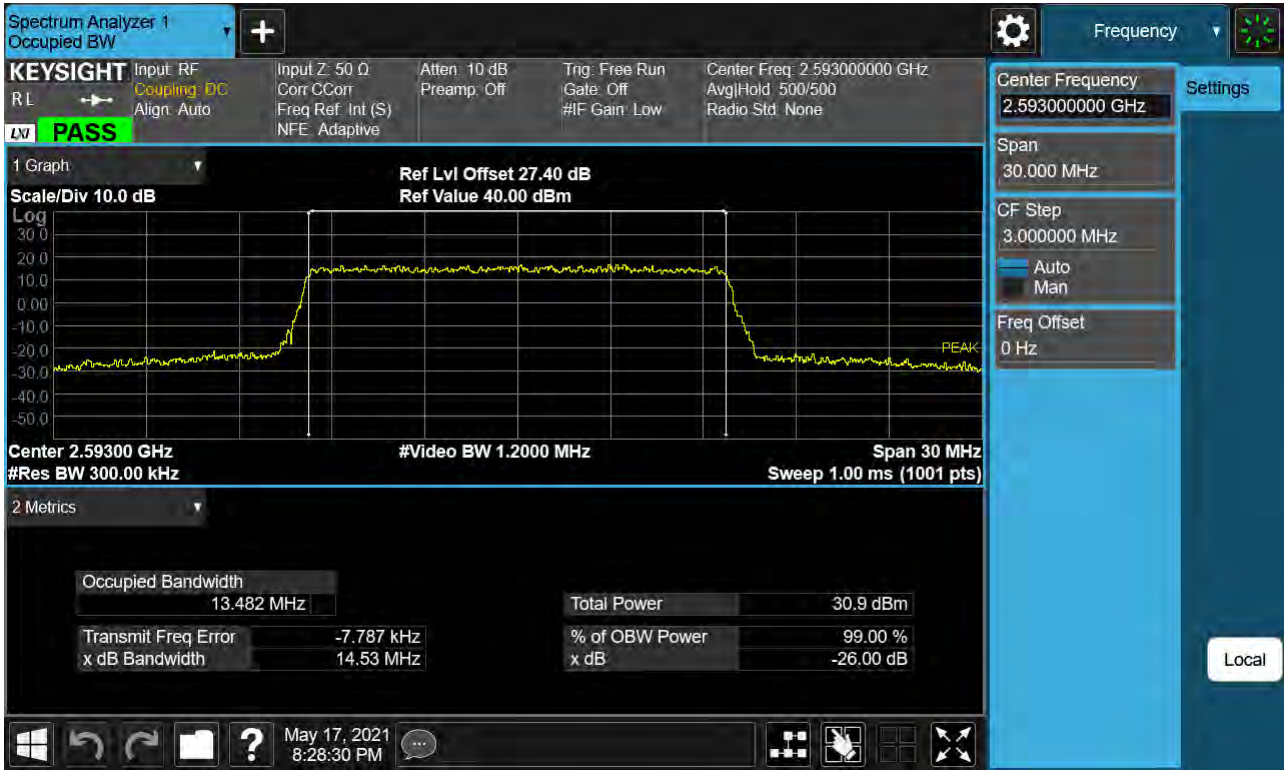 Spectrum Analyzer 1
Occupied BW
Frequency
KEYSIGHT
R L
LXI
PASS
Input: RF
Coupling: DC
Align: Auto
Input Z: 50 Ω
Corr CCorr
Freq Ref: Int (S)
NFE: Adaptive
Atten: 10 dB
Preamp: Off
Trig: Free Run
Gate: Off
#IF Gain: Low
Center Freq: 2.593000000 GHz
Avg|Hold: 500/500
Radio Std: None
Center Frequency
2.593000000 GHz
Settings
Span
30.000 MHz
CF Step
3.000000 MHz
Auto
Man
Freq Offset
0 Hz
Local
1 Graph
Scale/Div 10.0 dB
Ref Lvl Offset 27.40 dB
Ref Value 40.00 dBm
Log
30.0
20.0
10.0
0.00
-10.0
-20.0
-30.0
-40.0
-50.0
PEAK
Center 2.59300 GHz
#Video BW 1.2000 MHz
Span 30 MHz
#Res BW 300.00 kHz
Sweep 1.00 ms (1001 pts)
2 Metrics
Occupied Bandwidth
13.482 MHz
Total Power 30.9 dBm
Transmit Freq Error -7.787 kHz
% of OBW Power 99.00 %
x dB Bandwidth 14.53 MHz
x dB -26.00 dB
?
May 17, 2021
8:28:30 PM